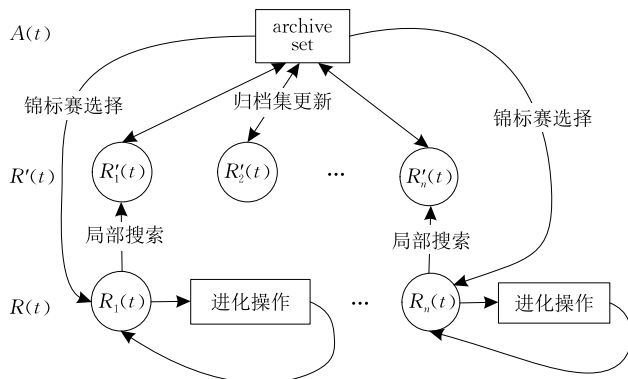 A(t)
archive
set
锦标赛选择
归档集更新
锦标赛选择
R′(t)
R′₁(t)
R′₂(t)
...
R′ₙ(t)
局部搜索
局部搜索
R(t)
R₁(t)
进化操作
...
Rₙ(t)
进化操作